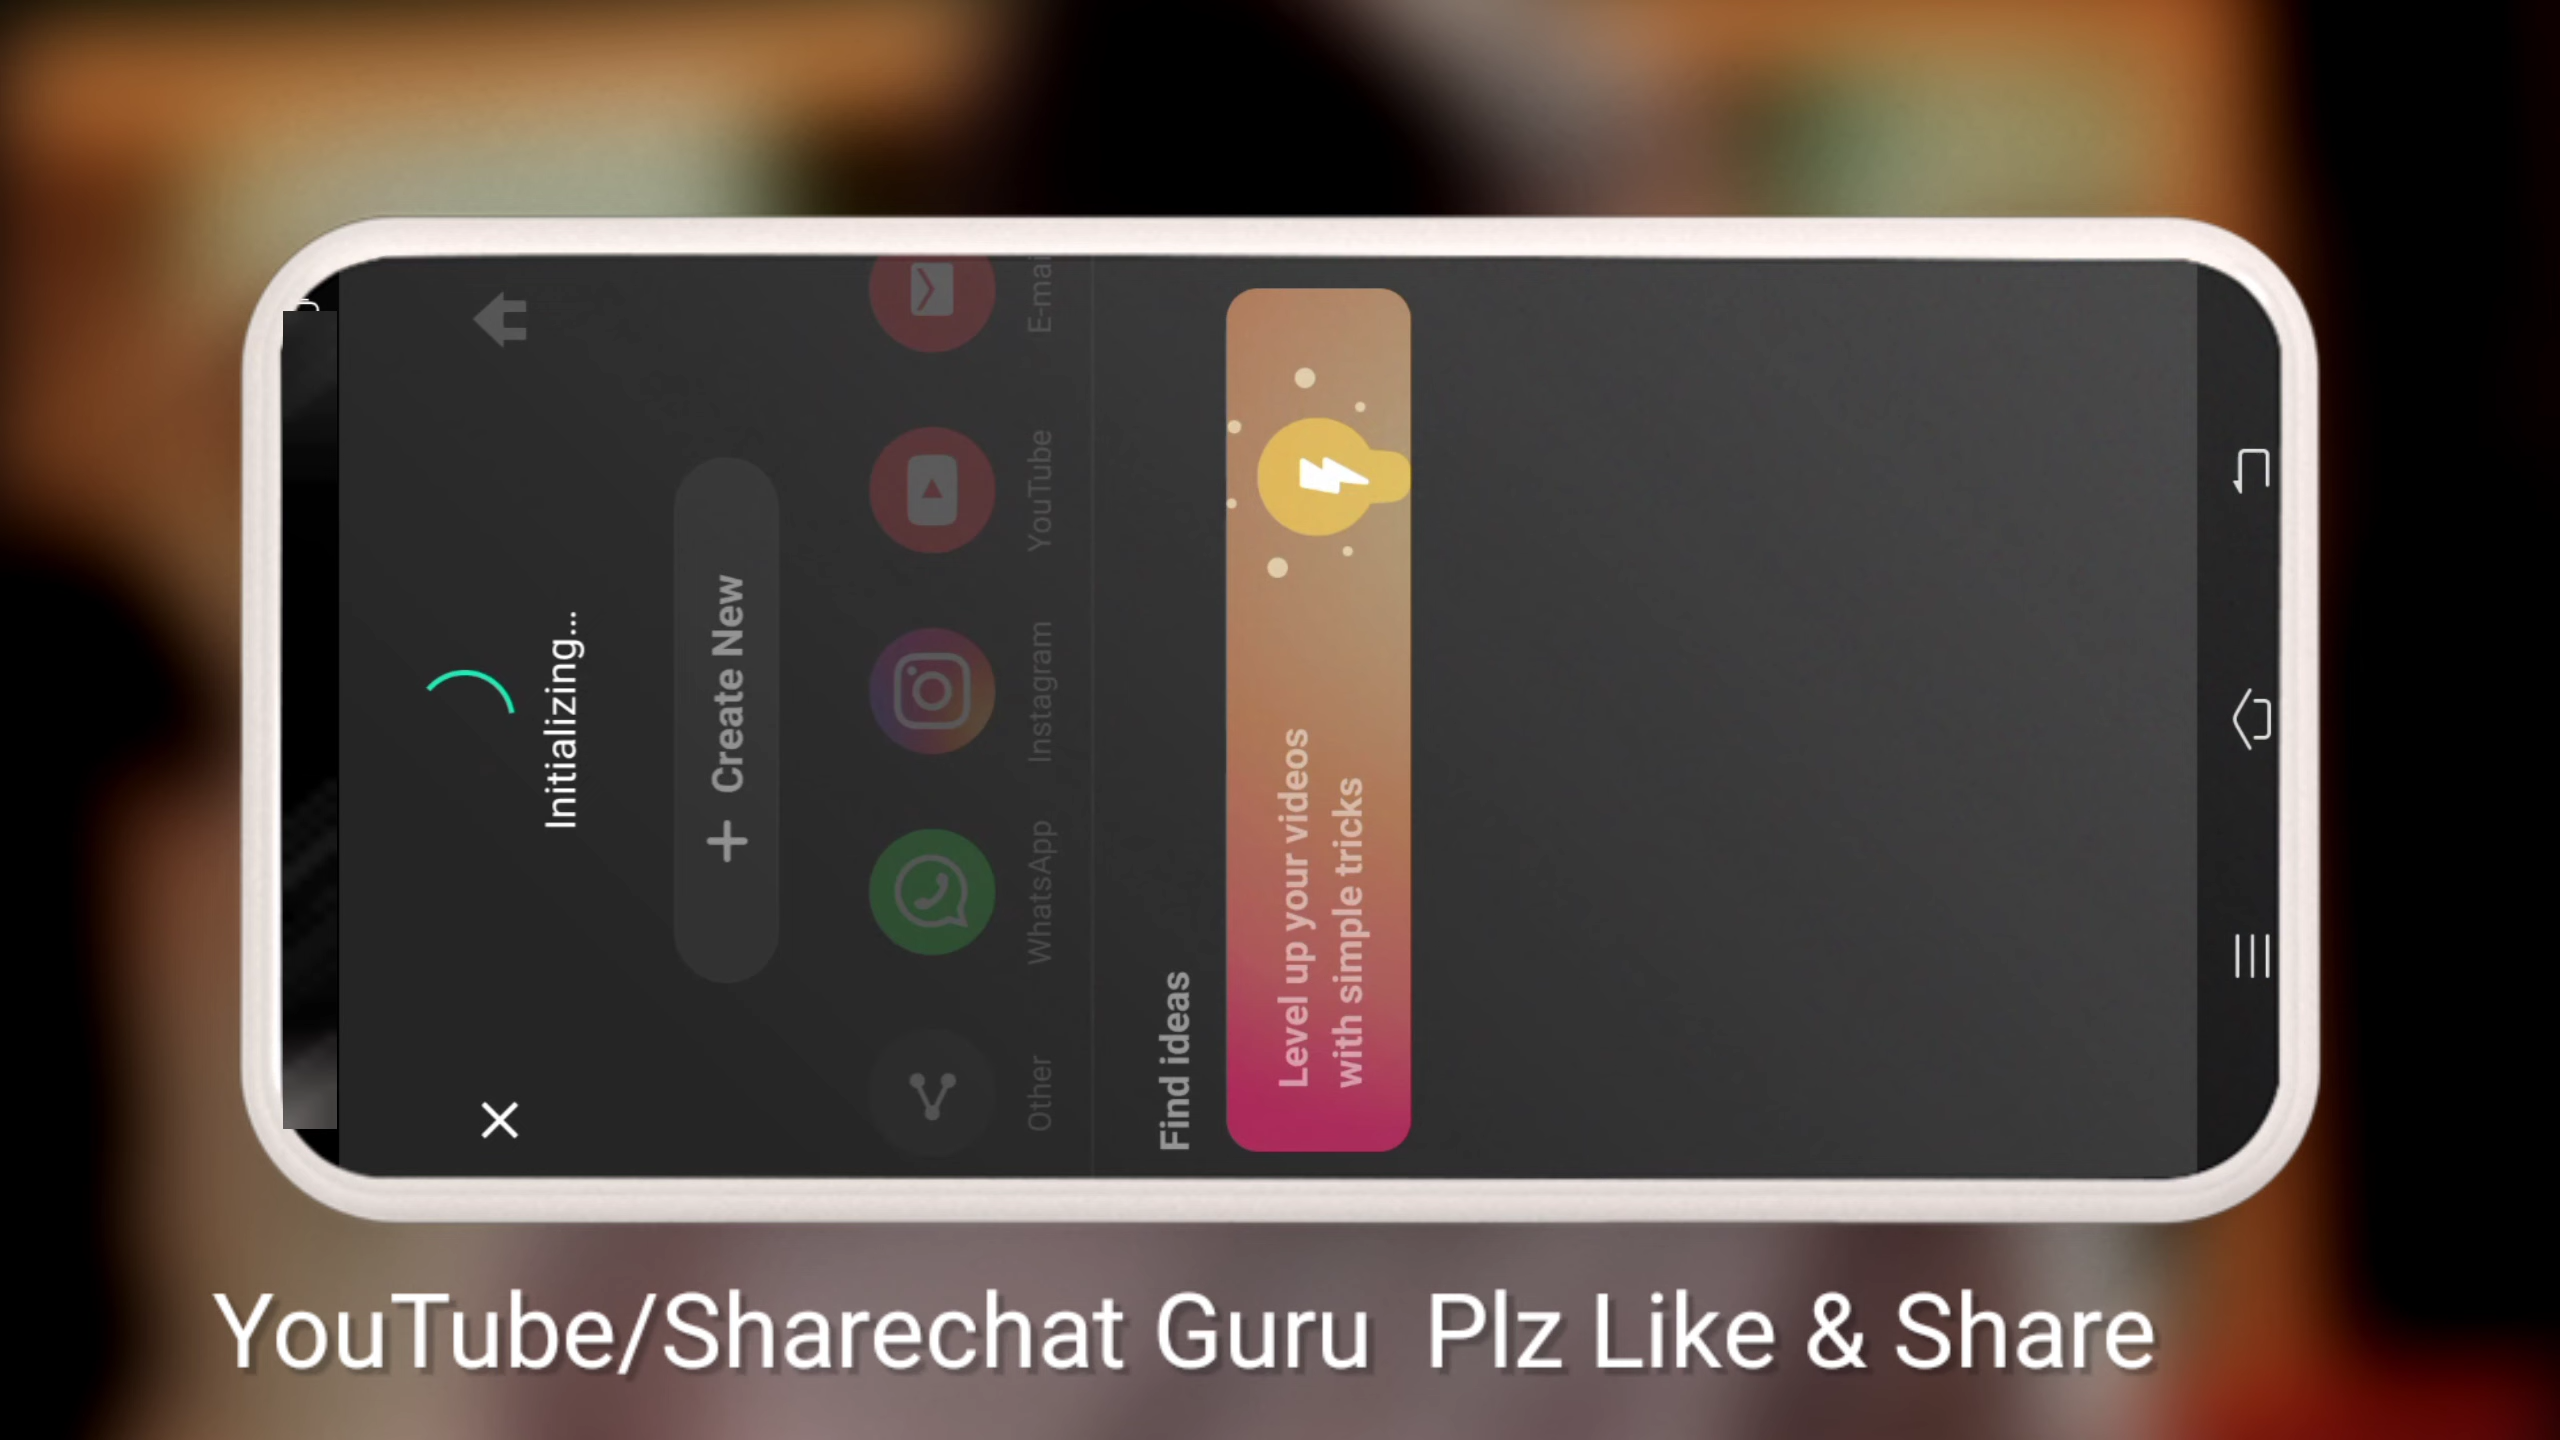 Initializing...
+ Create New
Other
WhatsApp
Instagram
YouTube
E-mai
Find ideas
Level up your videos
with simple tricks
YouTube/Sharechat Guru Plz Like & Share